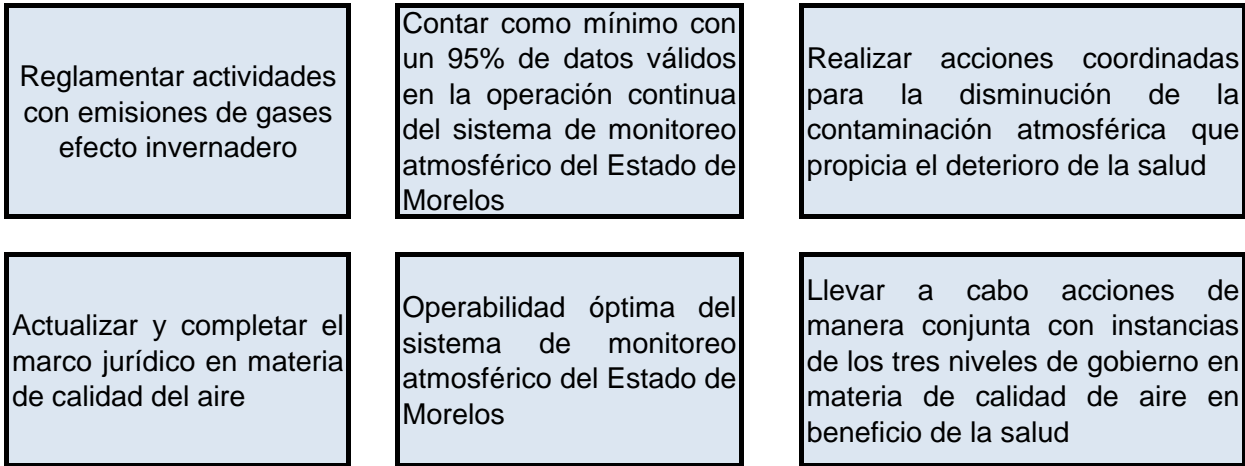 Reglamentar actividades
con emisiones de gases
efecto invernadero
Contar como mínimo con
un 95% de datos válidos
en la operación continua
del sistema de monitoreo
atmosférico del Estado de
Morelos
Realizar acciones coordinadas
para la disminución de la
contaminación atmosférica que
propicia el deterioro de la salud
Actualizar y completar el
marco jurídico en materia
de calidad del aire
Operabilidad óptima del
sistema de monitoreo
atmosférico del Estado de
Morelos
Llevar a cabo acciones de
manera conjunta con instancias
de los tres niveles de gobierno en
materia de calidad de aire en
beneficio de la salud